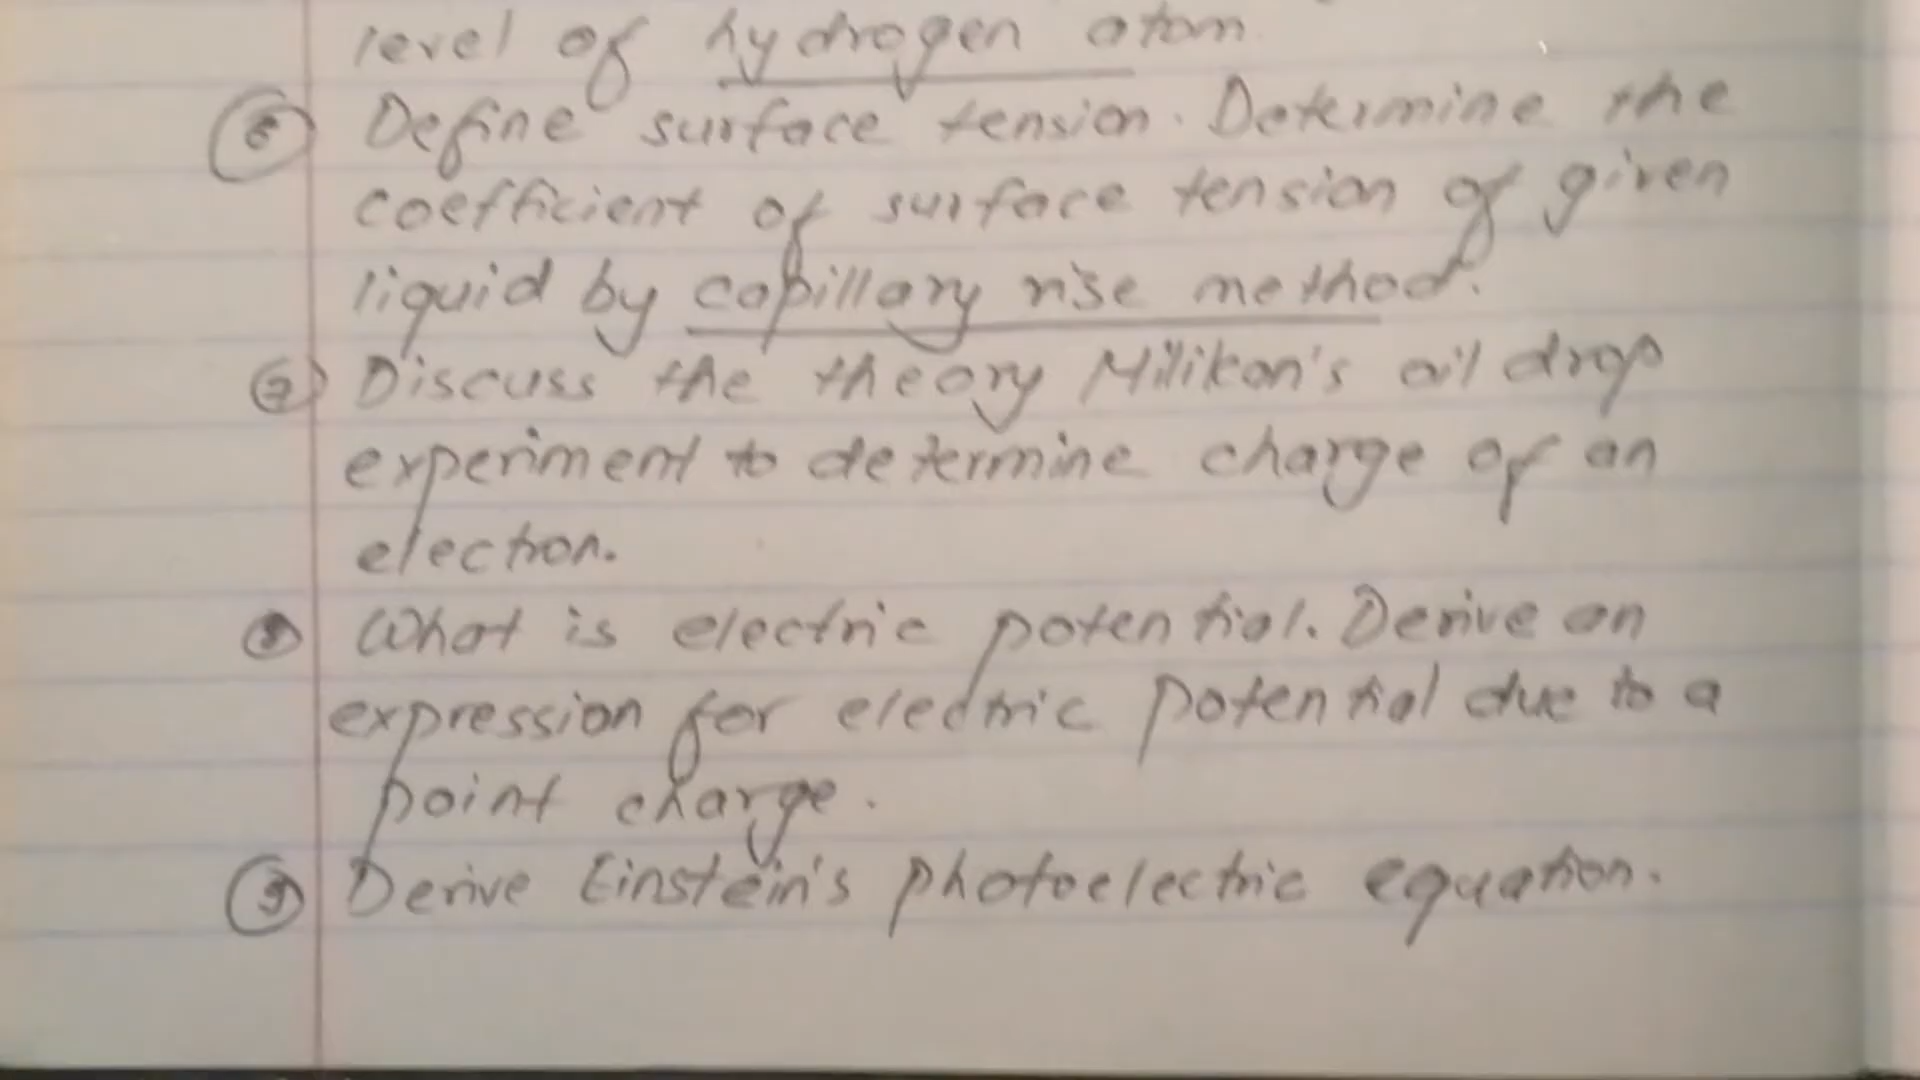 level of hydrogen atom
⑥ Define surface tension. Determine the
coefficient of surface tension of given
liquid by capillary rise method.
⑦ Discuss the theory Milikan's oil drop
experiment to determine charge of an
electron.
⑧ What is electric potential. Derive an
expression for electric potential due to a
point charge.
⑨ Derive Einstein's photoelectric equation.